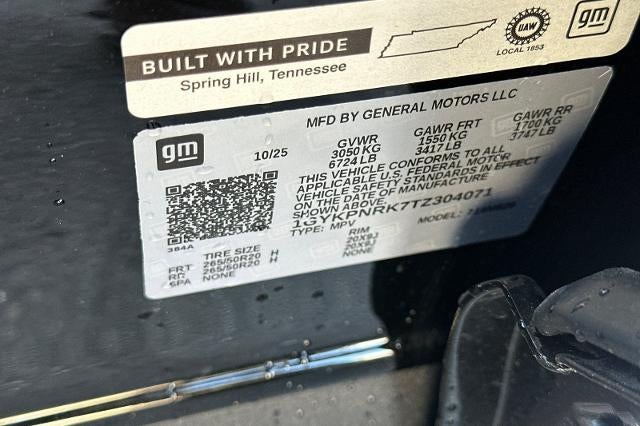 BUILT WITH PRIDE
Spring Hill, Tennessee
UAW
LOCAL 1853
gm
MFD BY GENERAL MOTORS LLC
gm
10/25
GVWR GAWR FRT GAWR RR
3050 KG 1550 KG 1700 KG
6724 LB 3417 LB 3747 LB
THIS VEHICLE CONFORMS TO ALL
APPLICABLE U.S. FEDERAL MOTOR
VEHICLE SAFETY STANDARDS IN EFFECT
ON THE DATE OF MANUFACTURE
SHOWN ABOVE.
1GYKPNRK7TZ304071
TYPE: MPV MODEL:
384A
TIRE SIZE RIM
FRT 265/50R20 H 20X9J
RR 265/50R20 H 20X9J
SPA NONE NONE